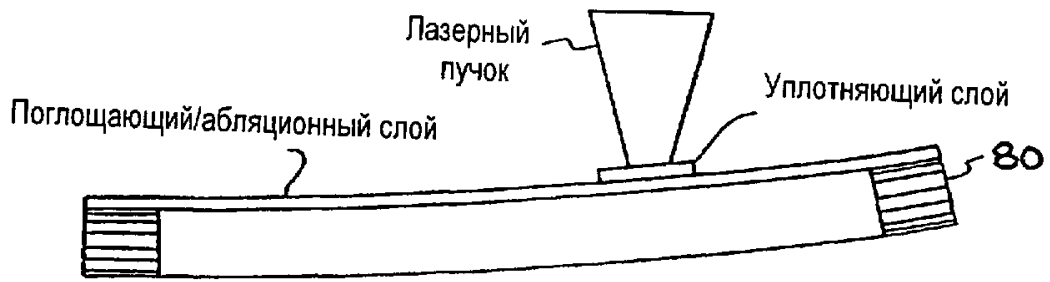 Лазерный
пучок
Уплотняющий слой
Поглощающий/абляционный слой
80